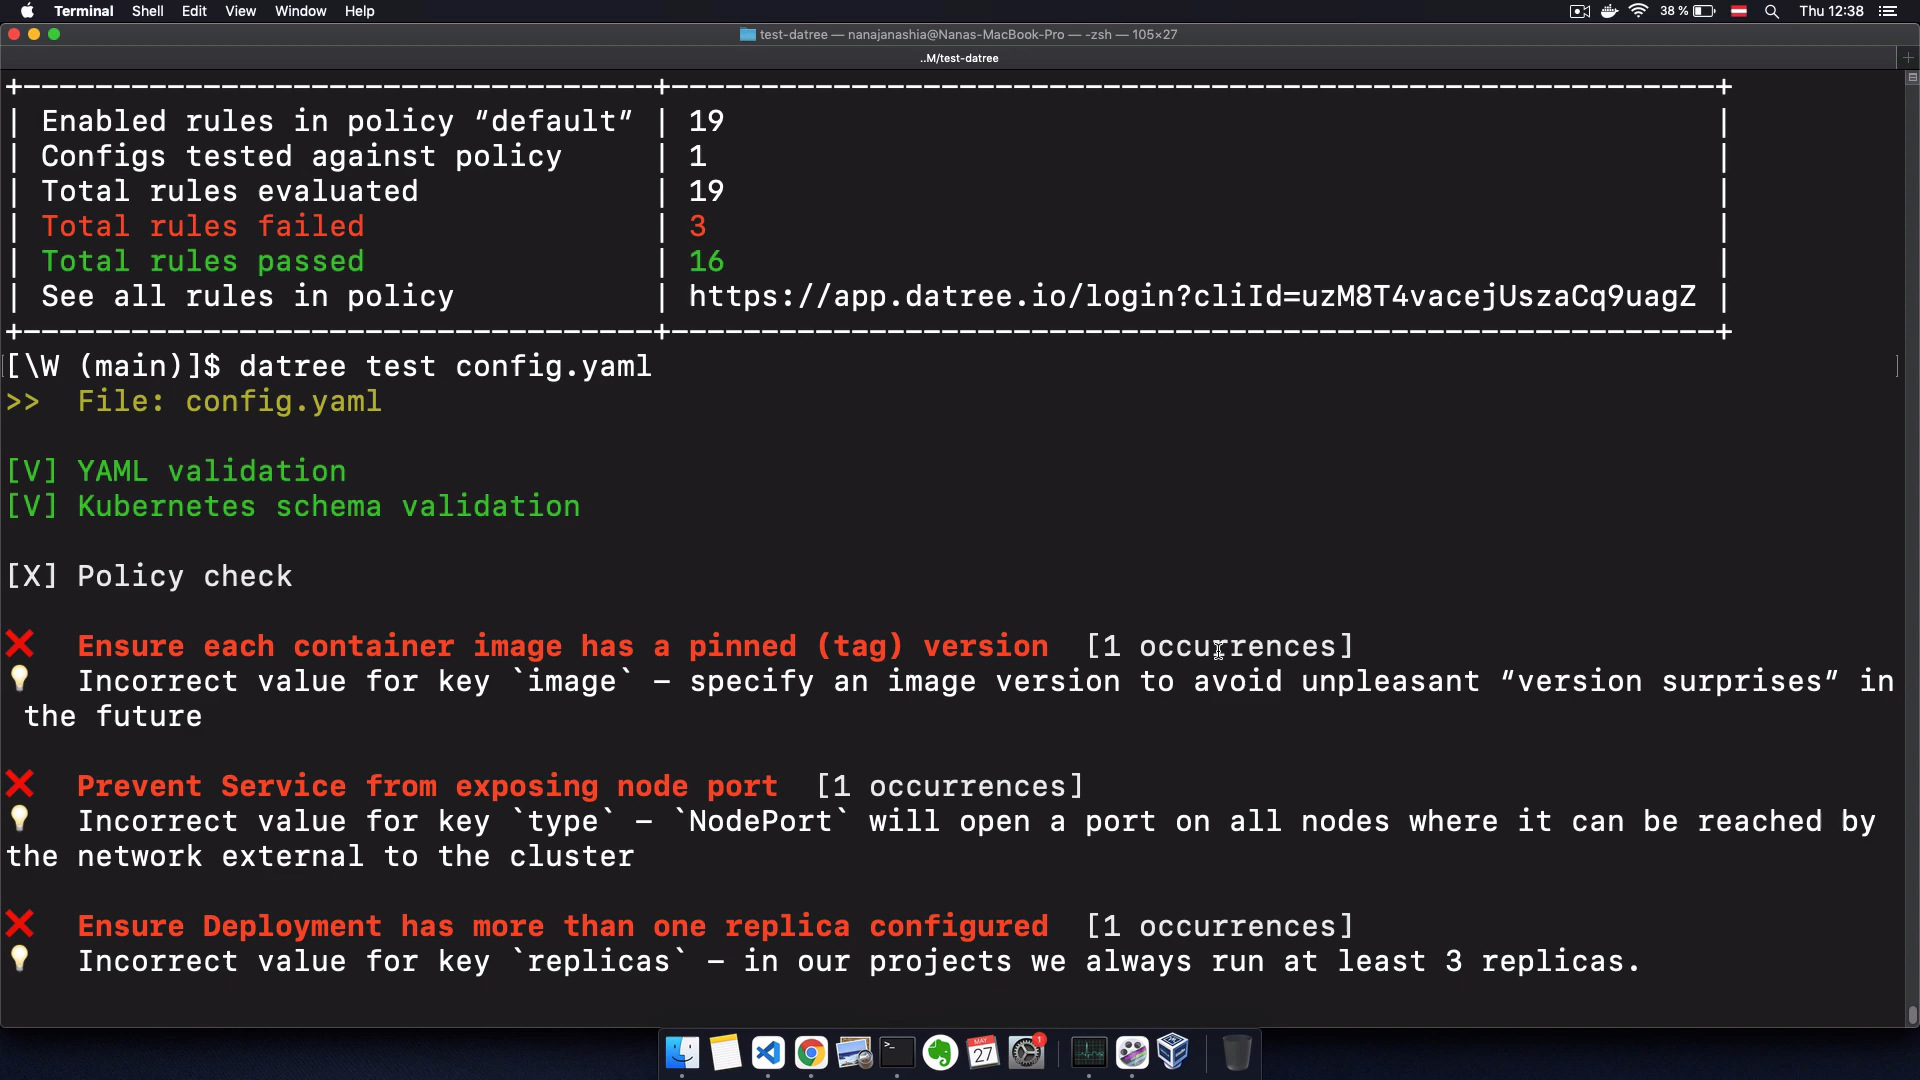 Terminal Shell Edit View Window Help 38 % Thu 12:38
test-datree — nanajanashia@Nanas-MacBook-Pro — -zsh — 105×27
..M/test-datree
+-----------------------------------+----------------------------------------------------------+
| Enabled rules in policy “default” | 19 |
| Configs tested against policy | 1 |
| Total rules evaluated | 19 |
| Total rules failed | 3 |
| Total rules passed | 16 |
| See all rules in policy | https://app.datree.io/login?cliId=uzM8T4vacejUszaCq9uagZ |
+-----------------------------------+----------------------------------------------------------+
[\W (main)]$ datree test config.yaml
>> File: config.yaml
[V] YAML validation
[V] Kubernetes schema validation
[X] Policy check
❌ Ensure each container image has a pinned (tag) version [1 occurrences]
💡 Incorrect value for key `image` – specify an image version to avoid unpleasant “version surprises” in
the future
❌ Prevent Service from exposing node port [1 occurrences]
💡 Incorrect value for key `type` – `NodePort` will open a port on all nodes where it can be reached by
the network external to the cluster
❌ Ensure Deployment has more than one replica configured [1 occurrences]
💡 Incorrect value for key `replicas` – in our projects we always run at least 3 replicas.
MAY
27
1